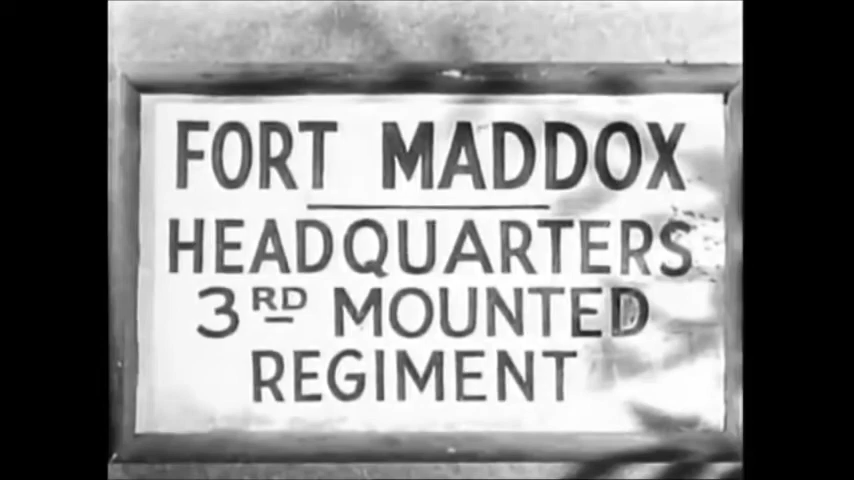 FORT MADDOX
HEADQUARTERS
3RD MOUNTED
REGIMENT